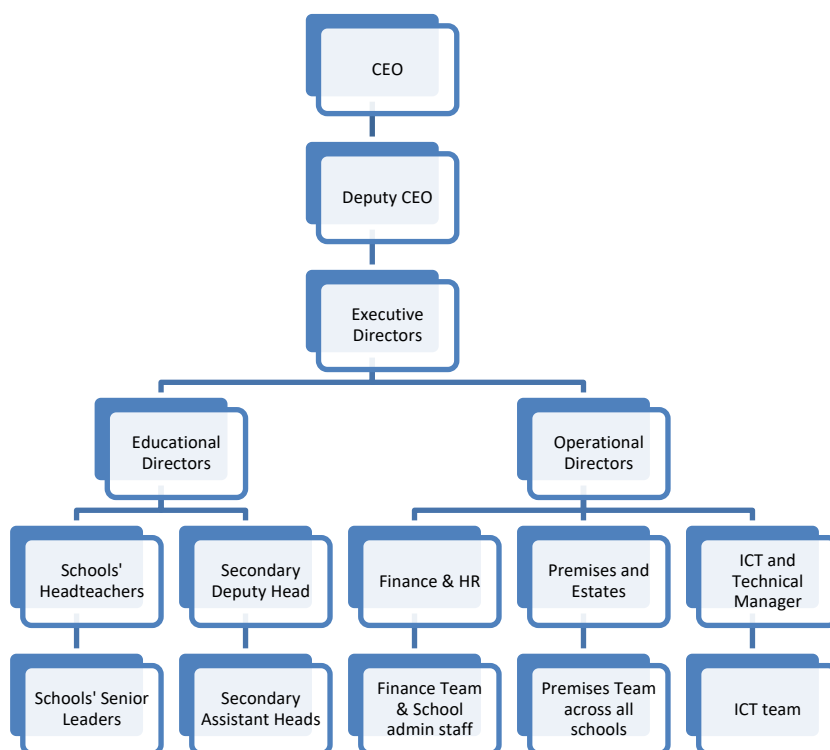 CEO
Deputy CEO
Executive
Directors
Educational
Directors
Operational
Directors
Schools'
Headteachers
Secondary
Deputy Head
Finance & HR
Premises and
Estates
ICT and
Technical
Manager
Schools' Senior
Leaders
Secondary
Assistant Heads
Finance Team
& School
admin staff
Premises Team
across all
schools
ICT team